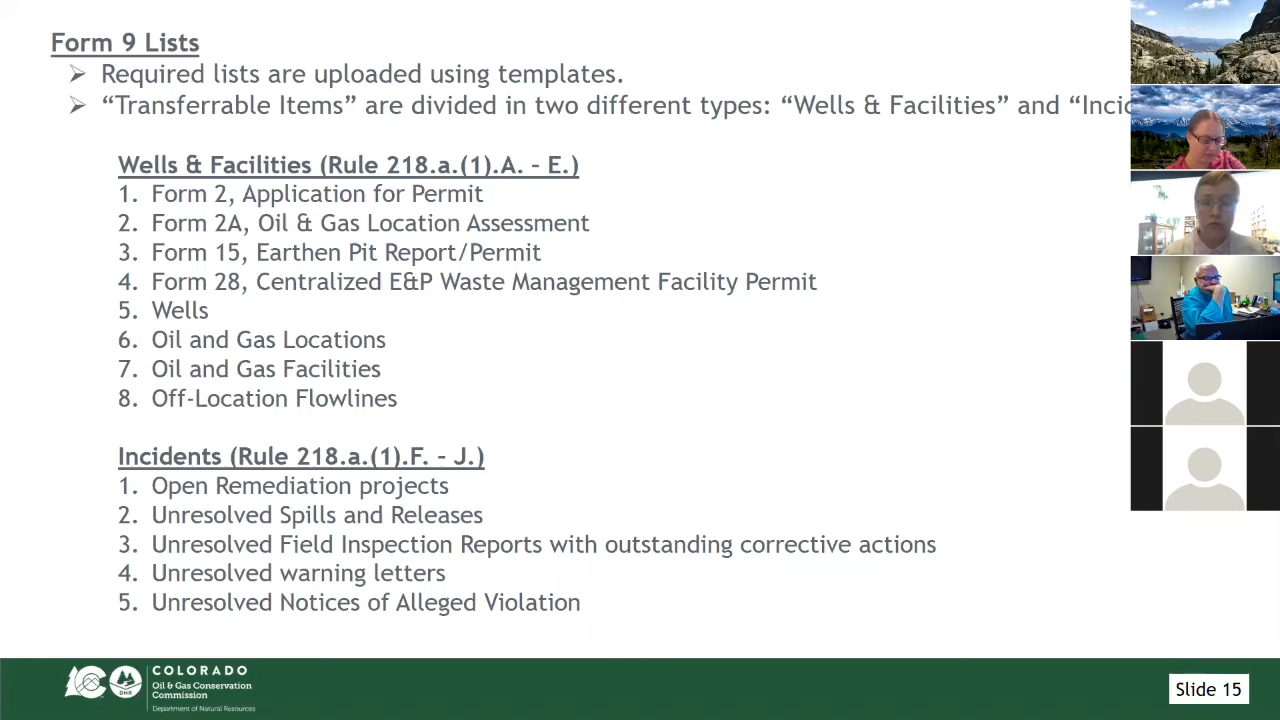 Form 9 Lists
➢ Required lists are uploaded using templates.
➢ “Transferrable Items” are divided in two different types: “Wells & Facilities” and
Wells & Facilities (Rule 218.a.(1).A. – E.)
1. Form 2, Application for Permit
2. Form 2A, Oil & Gas Location Assessment
3. Form 15, Earthen Pit Report/Permit
4. Form 28, Centralized E&P Waste Management Facility Permit
5. Wells
6. Oil and Gas Locations
7. Oil and Gas Facilities
8. Off-Location Flowlines
Incidents (Rule 218.a.(1).F. – J.)
1. Open Remediation projects
2. Unresolved Spills and Releases
3. Unresolved Field Inspection Reports with outstanding corrective actions
4. Unresolved warning letters
5. Unresolved Notices of Alleged Violation
COLORADO
Oil & Gas Conservation
Commission
Department of Natural Resources
DNR
Slide 15